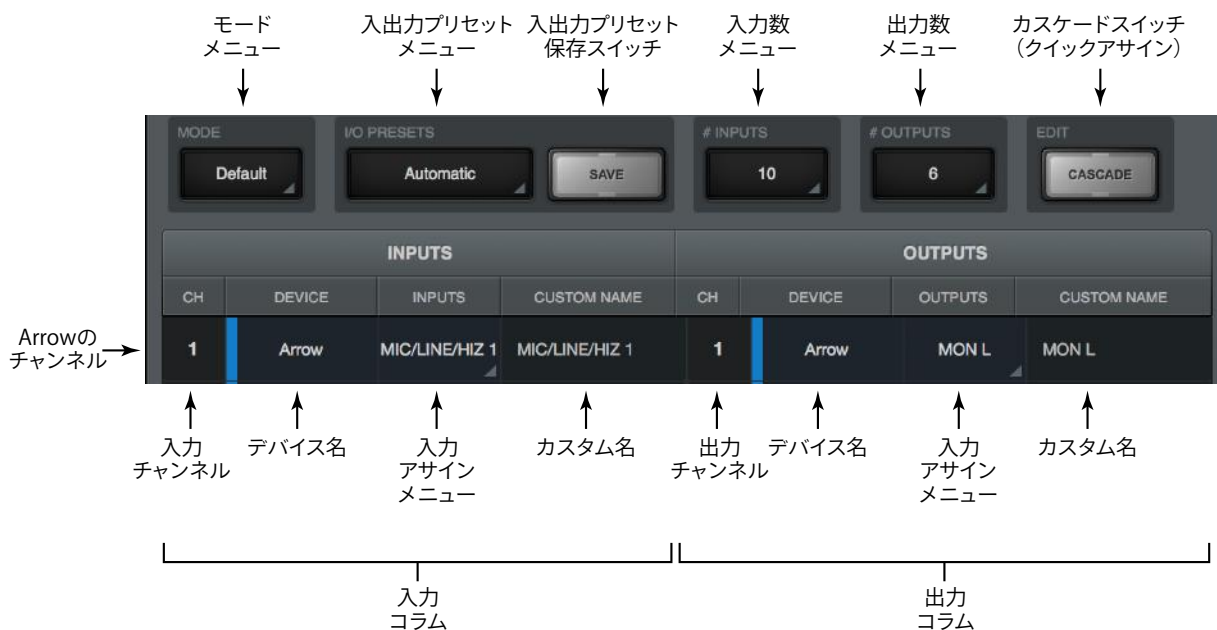 モード
メニュー
入出力プリセット
メニュー
入出力プリセット
保存スイッチ
入力数
メニュー
出力数
メニュー
カスケードスイッチ
（クイックアサイン）
MODE
I/O PRESETS
# INPUTS
# OUTPUTS
EDIT
Default
Automatic
SAVE
10
6
CASCADE
INPUTS
OUTPUTS
CH
DEVICE
INPUTS
CUSTOM NAME
CH
DEVICE
OUTPUTS
CUSTOM NAME
Arrowの
チャンネル
1
Arrow
MIC/LINE/HIZ 1
MIC/LINE/HIZ 1
1
Arrow
MON L
MON L
入力
チャンネル
デバイス名
入力
アサイン
メニュー
カスタム名
出力
チャンネル
デバイス名
入力
アサイン
メニュー
カスタム名
入力
コラム
出力
コラム